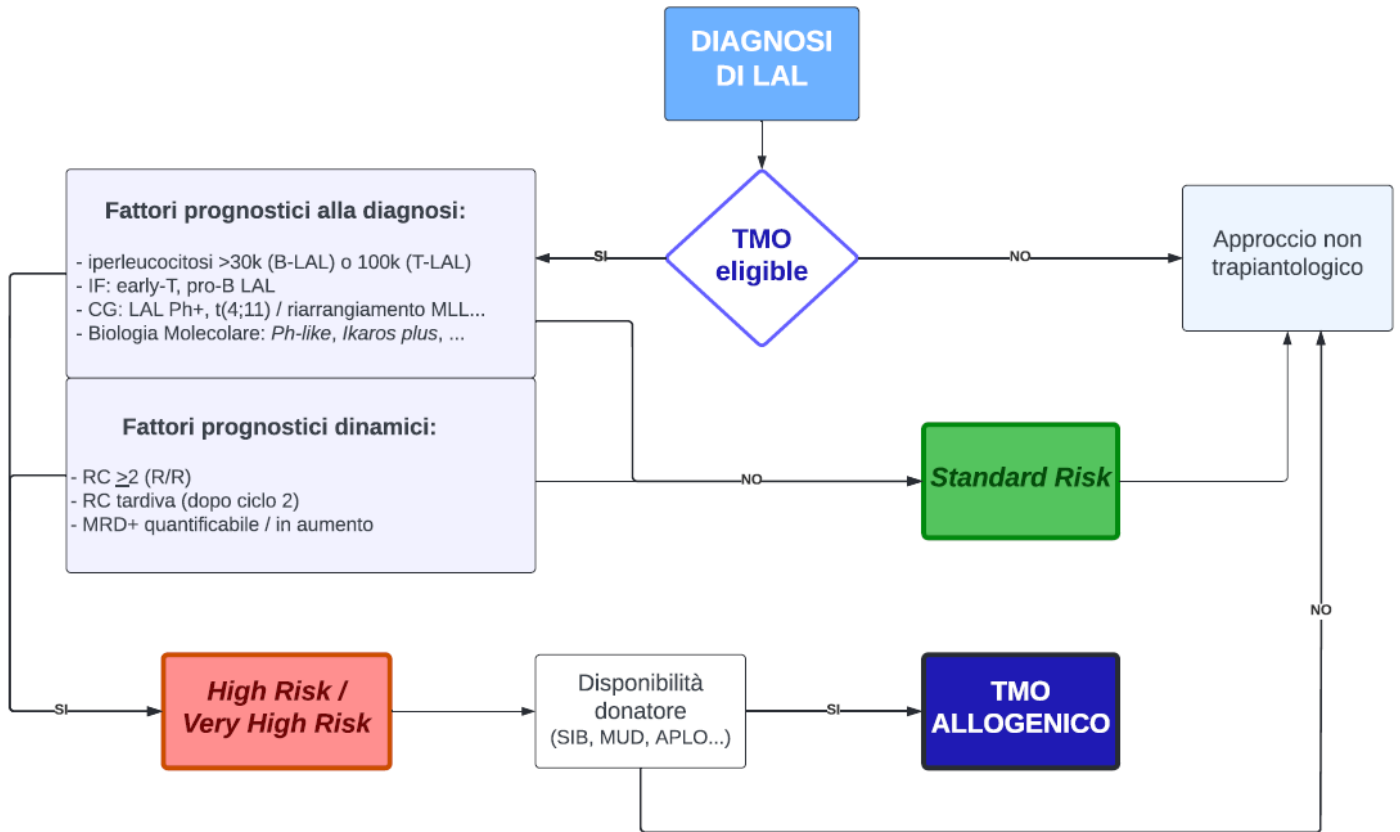 DIAGNOSI
DI LAL
TMO
eligible
SI
NO
Approccio non
trapiantologico
Fattori prognostici alla diagnosi:
- iperleucocitosi >30k (B-LAL) o 100k (T-LAL)
- IF: early-T, pro-B LAL
- CG: LAL Ph+, t(4;11) / riarrangiamento MLL...
- Biologia Molecolare: Ph-like, Ikaros plus, ...
Fattori prognostici dinamici:
- RC ≥2 (R/R)
- RC tardiva (dopo ciclo 2)
- MRD+ quantificabile / in aumento
NO
Standard Risk
NO
SI
High Risk /
Very High Risk
Disponibilità
donatore
(SIB, MUD, APLO...)
SI
TMO
ALLOGENICO